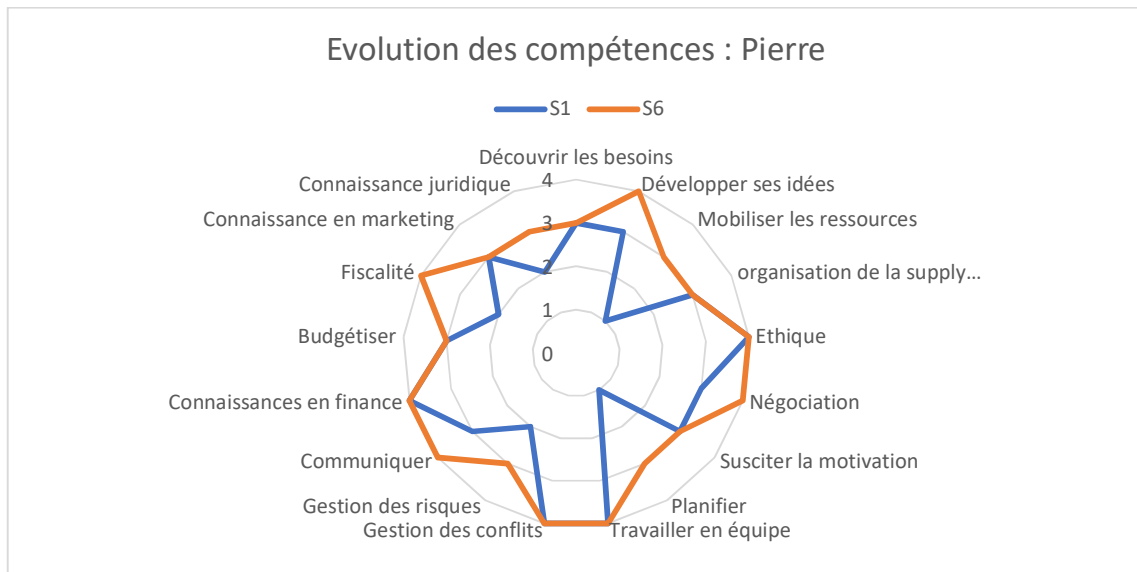 Evolution des compétences : Pierre
S1 S6
Découvrir les besoins
Développer ses idées
Mobiliser les ressources
organisation de la supply...
Ethique
Négociation
Susciter la motivation
Planifier
Travailler en équipe
Gestion des conflits
Gestion des risques
Communiquer
Connaissances en finance
Budgétiser
Fiscalité
Connaissance en marketing
Connaissance juridique
4
3
2
1
0